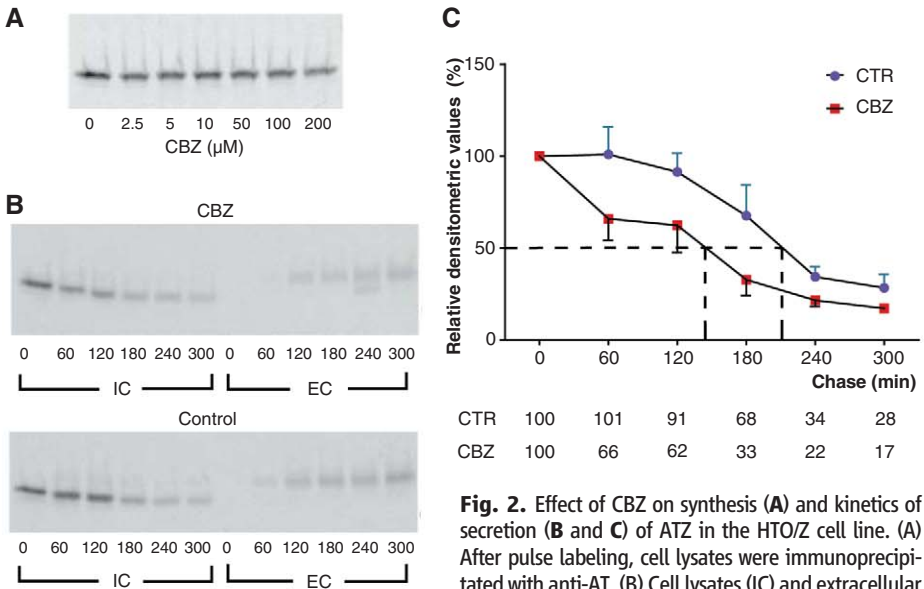 A
0 2.5 5 10 50 100 200
CBZ (µM)
B
CBZ
0 60 120 180 240 300 0 60 120 180 240 300
IC EC
Control
0 60 120 180 240 300 0 60 120 180 240 300
IC EC
C
Relative densitometric values (%)
150
100
50
0
CTR
CBZ
0 60 120 180 240 300
Chase (min)
CTR 100 101 91 68 34 28
CBZ 100 66 62 33 22 17
Fig. 2. Effect of CBZ on synthesis (A) and kinetics of
secretion (B and C) of ATZ in the HTO/Z cell line. (A)
After pulse labeling, cell lysates were immunoprecipi-
tated with anti-AT. (B) Cell lysates (IC) and extracellular